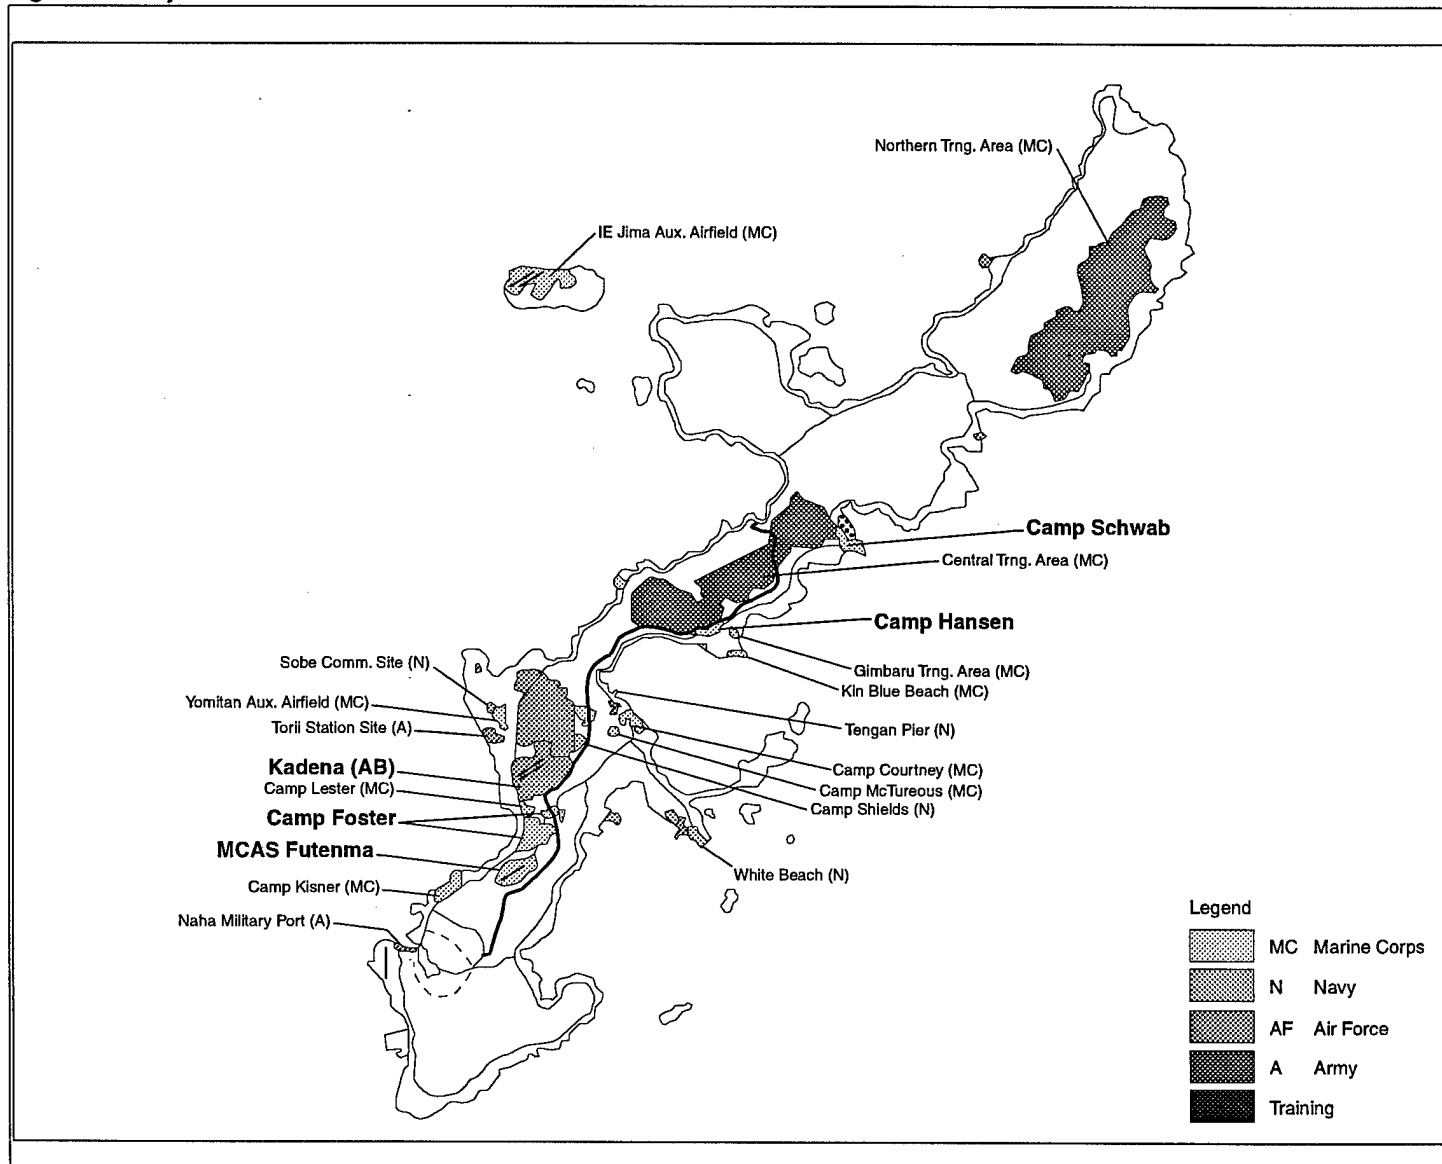 Northern Trng. Area (MC)
IE Jima Aux. Airfield (MC)
Camp Schwab
Central Trng. Area (MC)
Camp Hansen
Gimbaru Trng. Area (MC)
Kin Blue Beach (MC)
Sobe Comm. Site (N)
Yomitan Aux. Airfield (MC)
Torii Station Site (A)
Tengan Pier (N)
Kadena (AB)
Camp Lester (MC)
Camp Courtney (MC)
Camp McTureous (MC)
Camp Shields (N)
Camp Foster
MCAS Futenma
White Beach (N)
Camp Kisner (MC)
Naha Military Port (A)
Legend
MC Marine Corps
N Navy
AF Air Force
A Army
Training